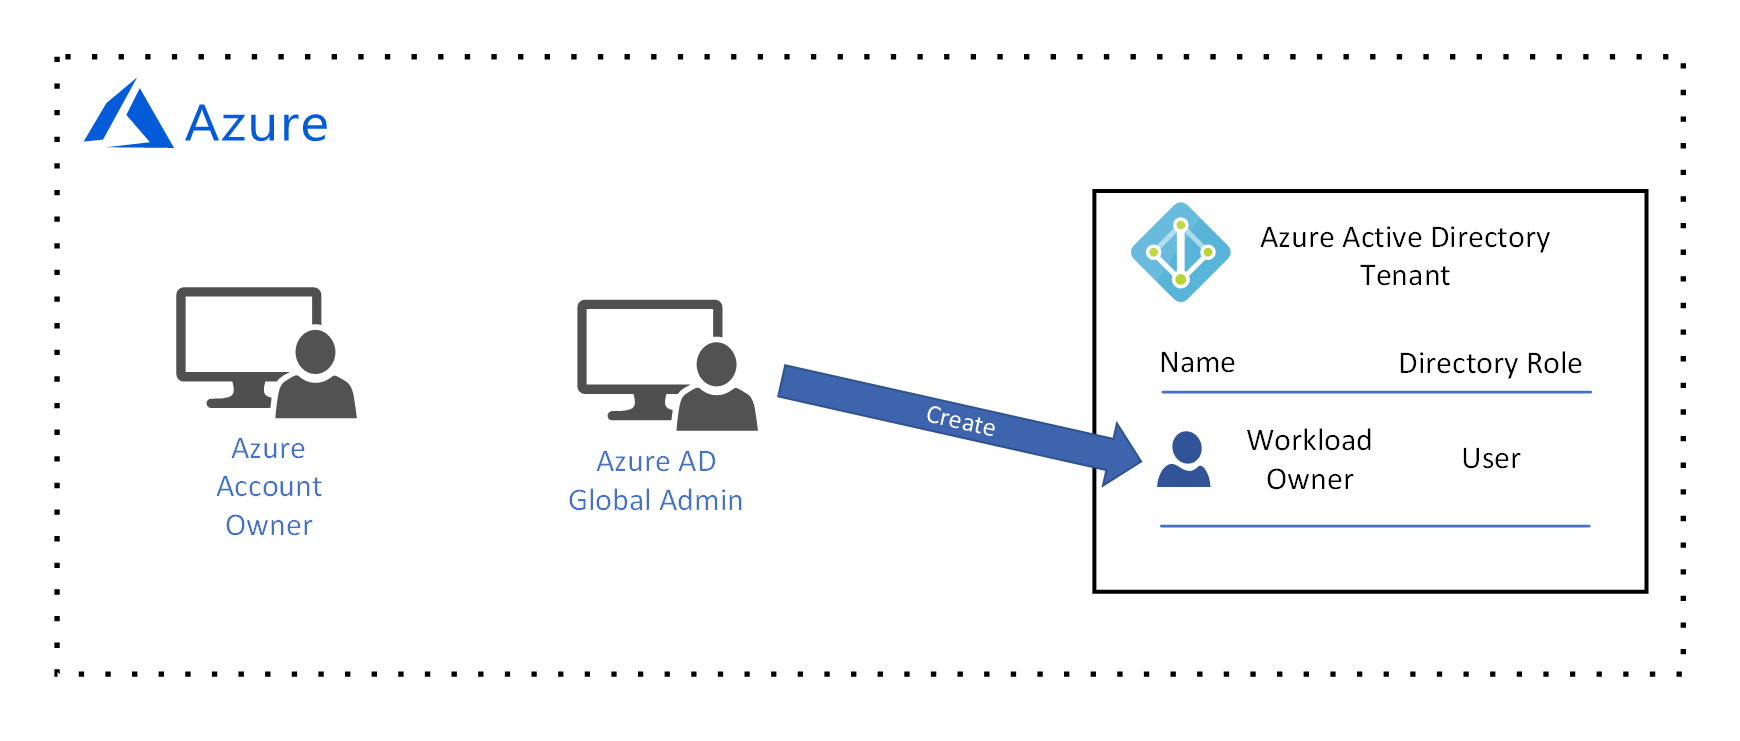 Azure
Azure Active Directory
Tenant
Name
Directory Role
Workload
Owner
User
Create
Azure
Account
Owner
Azure AD
Global Admin